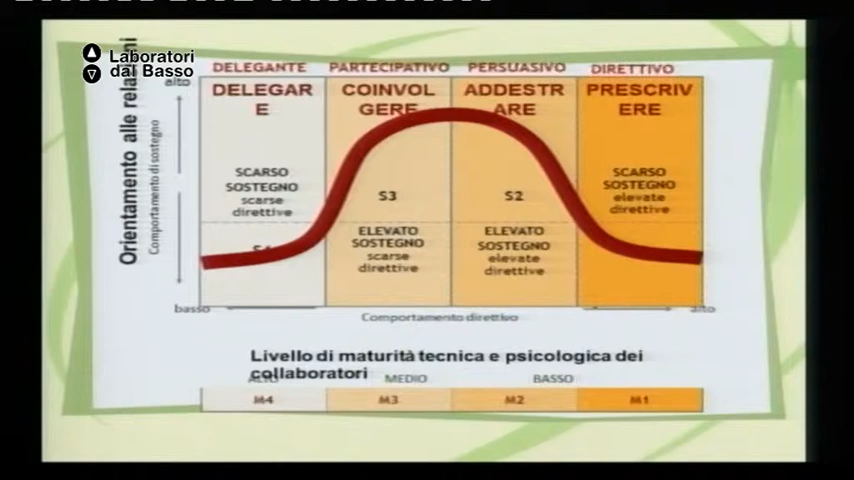 Laboratori
dal Basso
Orientamento alle relazioni
Comportamento di sostegno
alto
DELEGANTE PARTECIPATIVO PERSUASIVO DIRETTIVO
DELEGAR
E
COINVOL
GERE
ADDESTR
ARE
PRESCRIV
ERE
SCARSO
SOSTEGNO
scarse
direttive
S3
ELEVATO
SOSTEGNO
scarse
direttive
S2
ELEVATO
SOSTEGNO
elevate
direttive
SCARSO
SOSTEGNO
elevate
direttive
basso
Comportamento direttivo
alto
Livello di maturità tecnica e psicologica dei
collaboratori
ALTO MEDIO BASSO
M4 M3 M2 M1